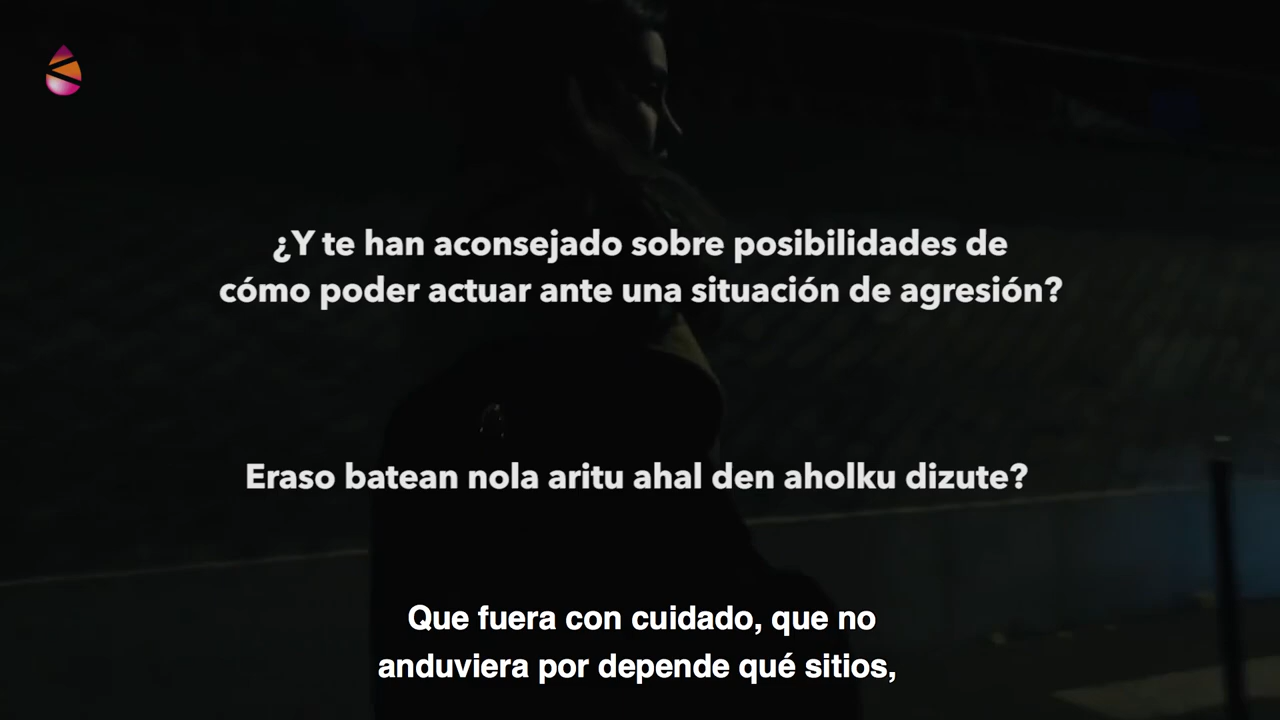 ¿Y te han aconsejado sobre posibilidades de
cómo poder actuar ante una situación de agresión?
Eraso batean nola aritu ahal den aholku dizute?
Que fuera con cuidado, que no
anduviera por depende qué sitios,